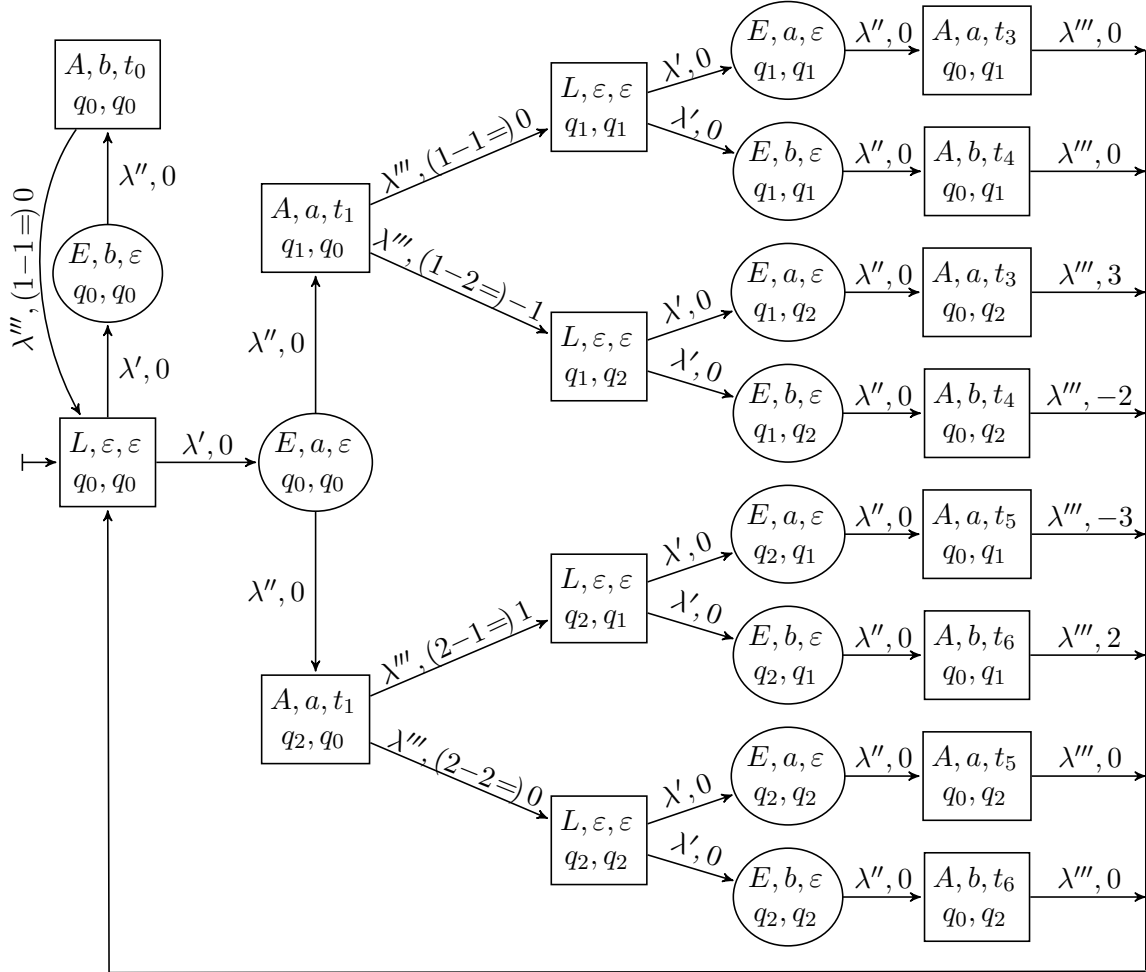 A, b, t₀
q₀, q₀
λ′′, 0
λ′′′, (1−1=) 0
E, b, ε
q₀, q₀
λ′, 0
L, ε, ε
q₀, q₀
λ′, 0
E, a, ε
q₀, q₀
λ′′, 0
λ′′, 0
A, a, t₁
q₁, q₀
λ′′′, (1−1=) 0
λ′′′, (1−2=)−1
A, a, t₁
q₂, q₀
λ′′′, (2−1=) 1
λ′′′, (2−2=) 0
L, ε, ε
q₁, q₁
λ′, 0
λ′, 0
L, ε, ε
q₁, q₂
λ′, 0
λ′, 0
L, ε, ε
q₂, q₁
λ′, 0
λ′, 0
L, ε, ε
q₂, q₂
λ′, 0
λ′, 0
E, a, ε
q₁, q₁
λ′′, 0
A, a, t₃
q₀, q₁
λ′′′, 0
E, b, ε
q₁, q₁
λ′′, 0
A, b, t₄
q₀, q₁
λ′′′, 0
E, a, ε
q₁, q₂
λ′′, 0
A, a, t₃
q₀, q₂
λ′′′, 3
E, b, ε
q₁, q₂
λ′′, 0
A, b, t₄
q₀, q₂
λ′′′, −2
E, a, ε
q₂, q₁
λ′′, 0
A, a, t₅
q₀, q₁
λ′′′, −3
E, b, ε
q₂, q₁
λ′′, 0
A, b, t₆
q₀, q₁
λ′′′, 2
E, a, ε
q₂, q₂
λ′′, 0
A, a, t₅
q₀, q₂
λ′′′, 0
E, b, ε
q₂, q₂
λ′′, 0
A, b, t₆
q₀, q₂
λ′′′, 0